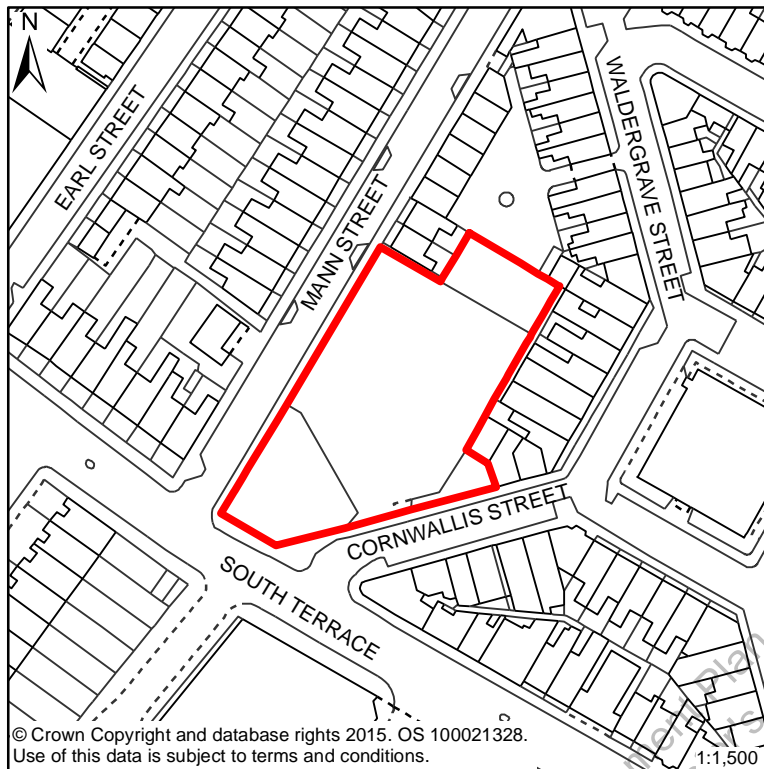 N
EARL STREET
MANN STREET
WALDERGRAVE STREET
CORNWALLIS STREET
SOUTH TERRACE
© Crown Copyright and database rights 2015. OS 100021328.
Use of this data is subject to terms and conditions.
1:1,500